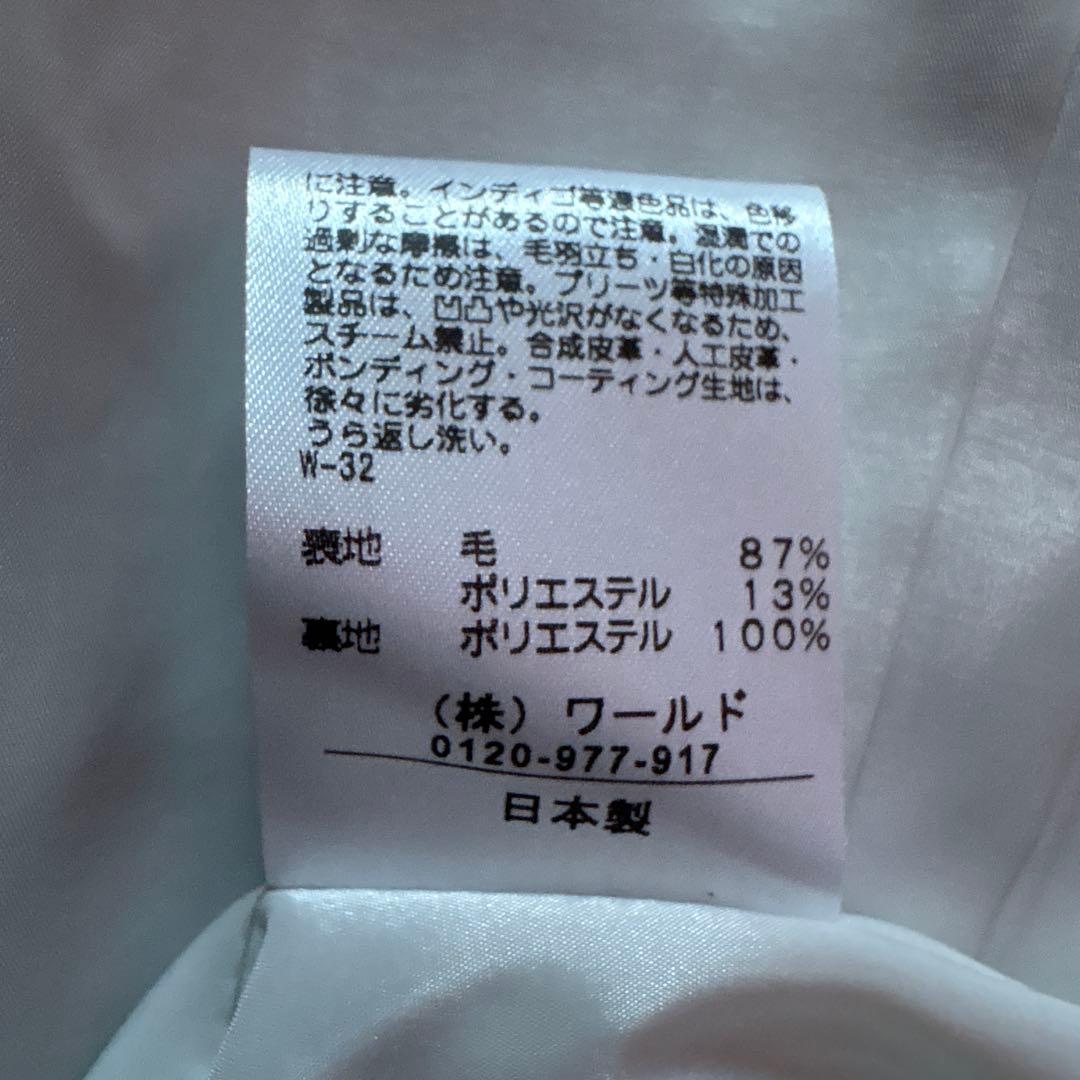 に注意。インディゴ等濃色品は、色移
りすることがあるので注意。湿潤での
過剰な摩擦は、毛羽立ち・白化の原因
となるため注意。プリーツ等特殊加工
製品は、凹凸や光沢がなくなるため、
スチーム禁止。合成皮革・人工皮革・
ボンディング・コーティング生地は、
徐々に劣化する。
うら返し洗い。
W-32
表地 毛 87%
ポリエステル 13%
裏地 ポリエステル 100%
(株) ワールド
0120-977-917
日本製